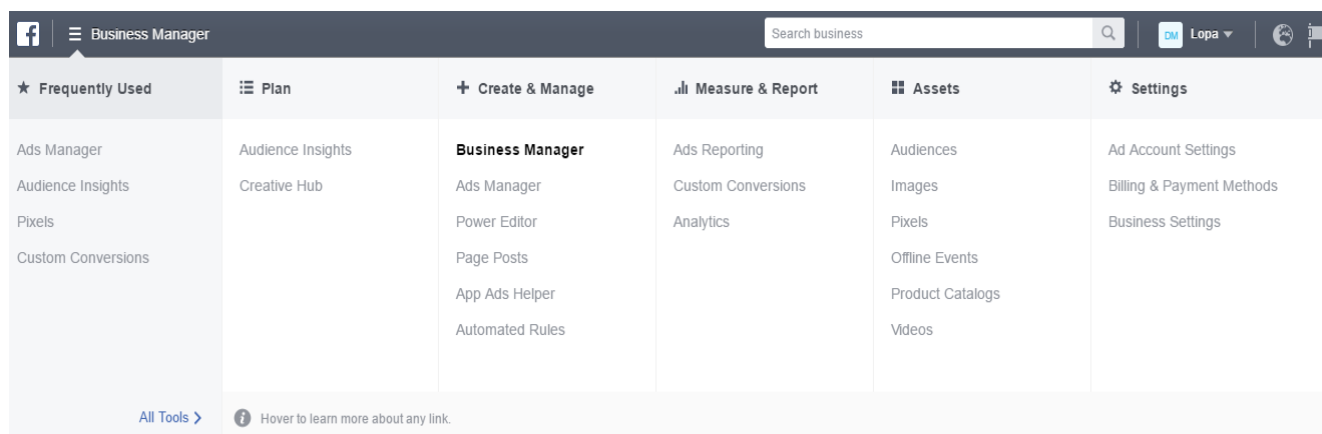 f
Business Manager
Search business
DM
Lopa
Frequently Used
Ads Manager
Audience Insights
Pixels
Custom Conversions
All Tools
Plan
Audience Insights
Creative Hub
Create & Manage
Business Manager
Ads Manager
Power Editor
Page Posts
App Ads Helper
Automated Rules
Measure & Report
Ads Reporting
Custom Conversions
Analytics
Assets
Audiences
Images
Pixels
Offline Events
Product Catalogs
Videos
Settings
Ad Account Settings
Billing & Payment Methods
Business Settings
Hover to learn more about any link.